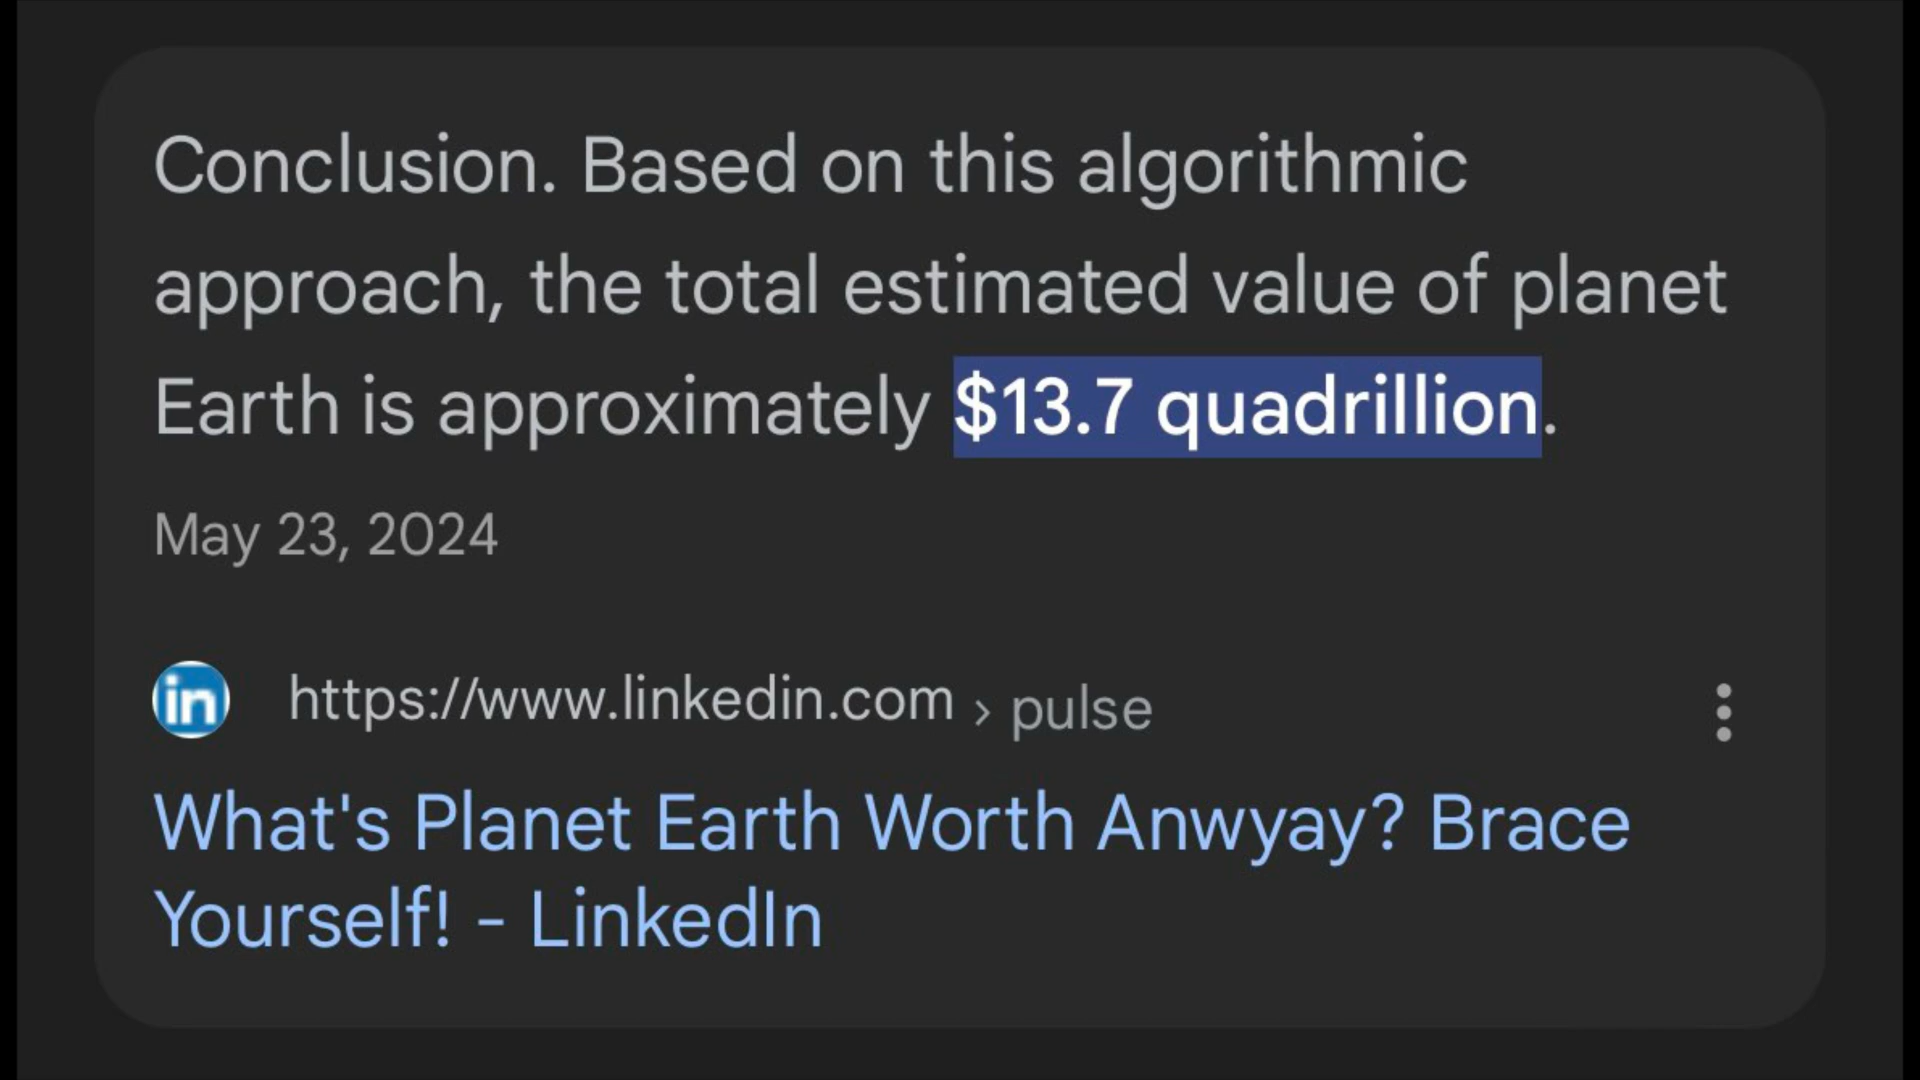 Conclusion. Based on this algorithmic
approach, the total estimated value of planet
Earth is approximately $13.7 quadrillion.
May 23, 2024
in https://www.linkedin.com › pulse
What's Planet Earth Worth Anwyay? Brace
Yourself! - LinkedIn